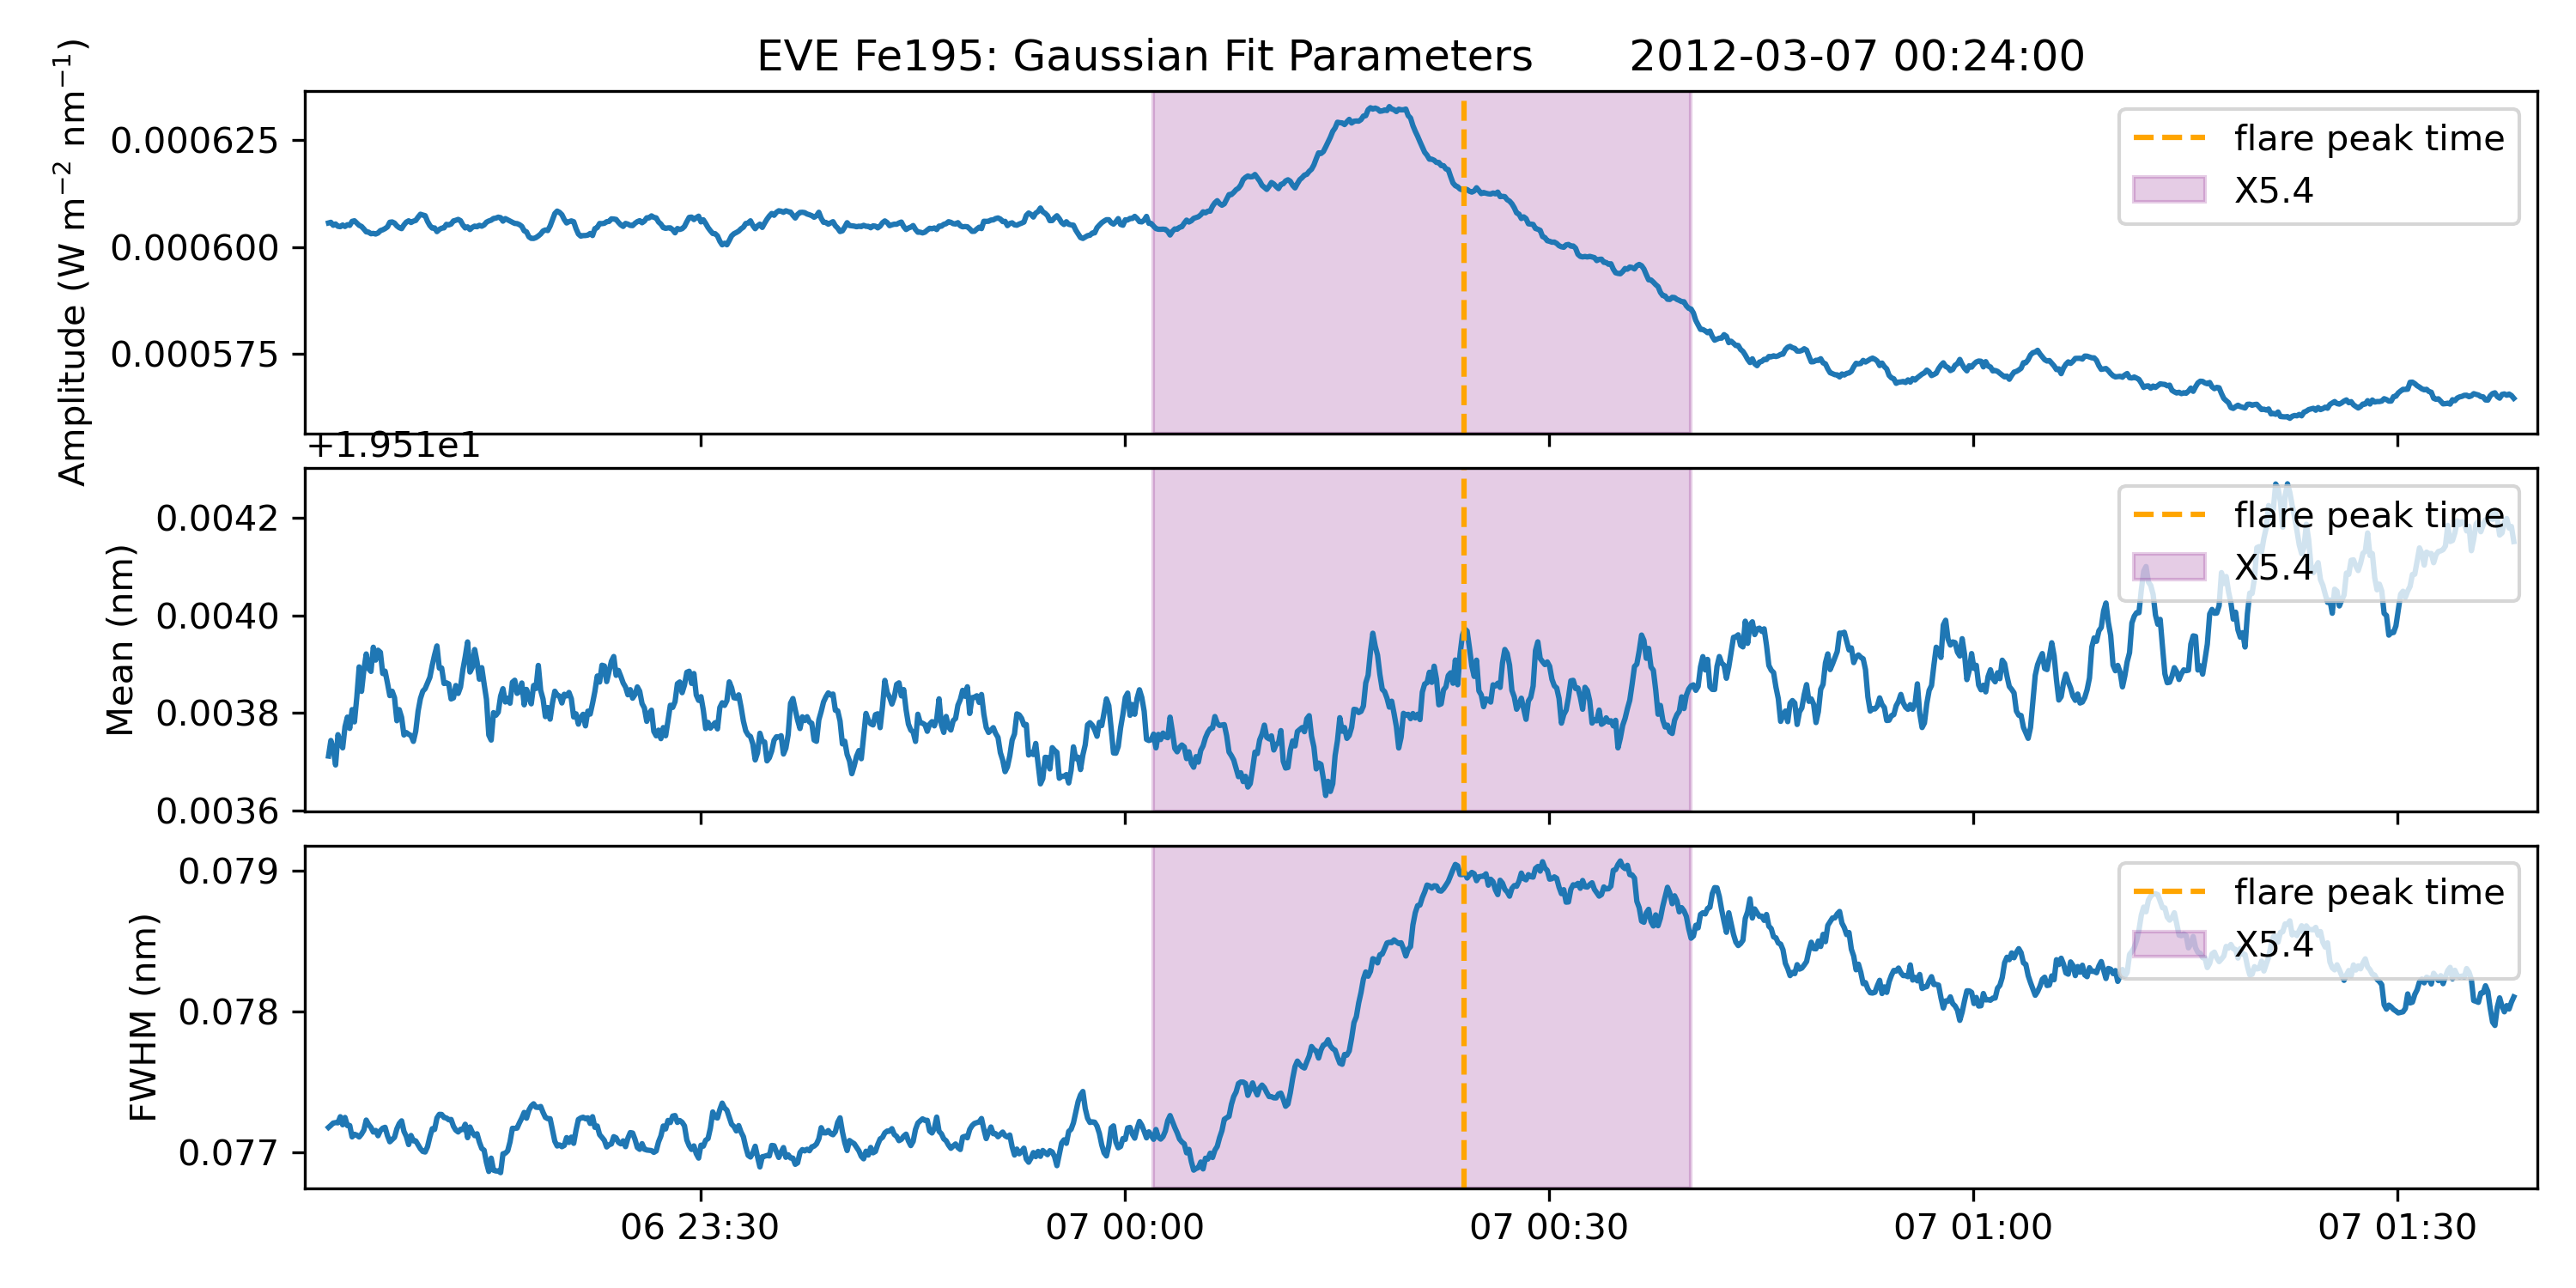 EVE Fe195: Gaussian Fit Parameters 2012-03-07 00:24:00
Amplitude (W m⁻² nm⁻¹)
0.000625
0.000600
0.000575
flare peak time
X5.4
+1.951e1
Mean (nm)
0.0042
0.0040
0.0038
0.0036
flare peak time
X5.4
FWHM (nm)
0.079
0.078
0.077
flare peak time
X5.4
06 23:30 07 00:00 07 00:30 07 01:00 07 01:30